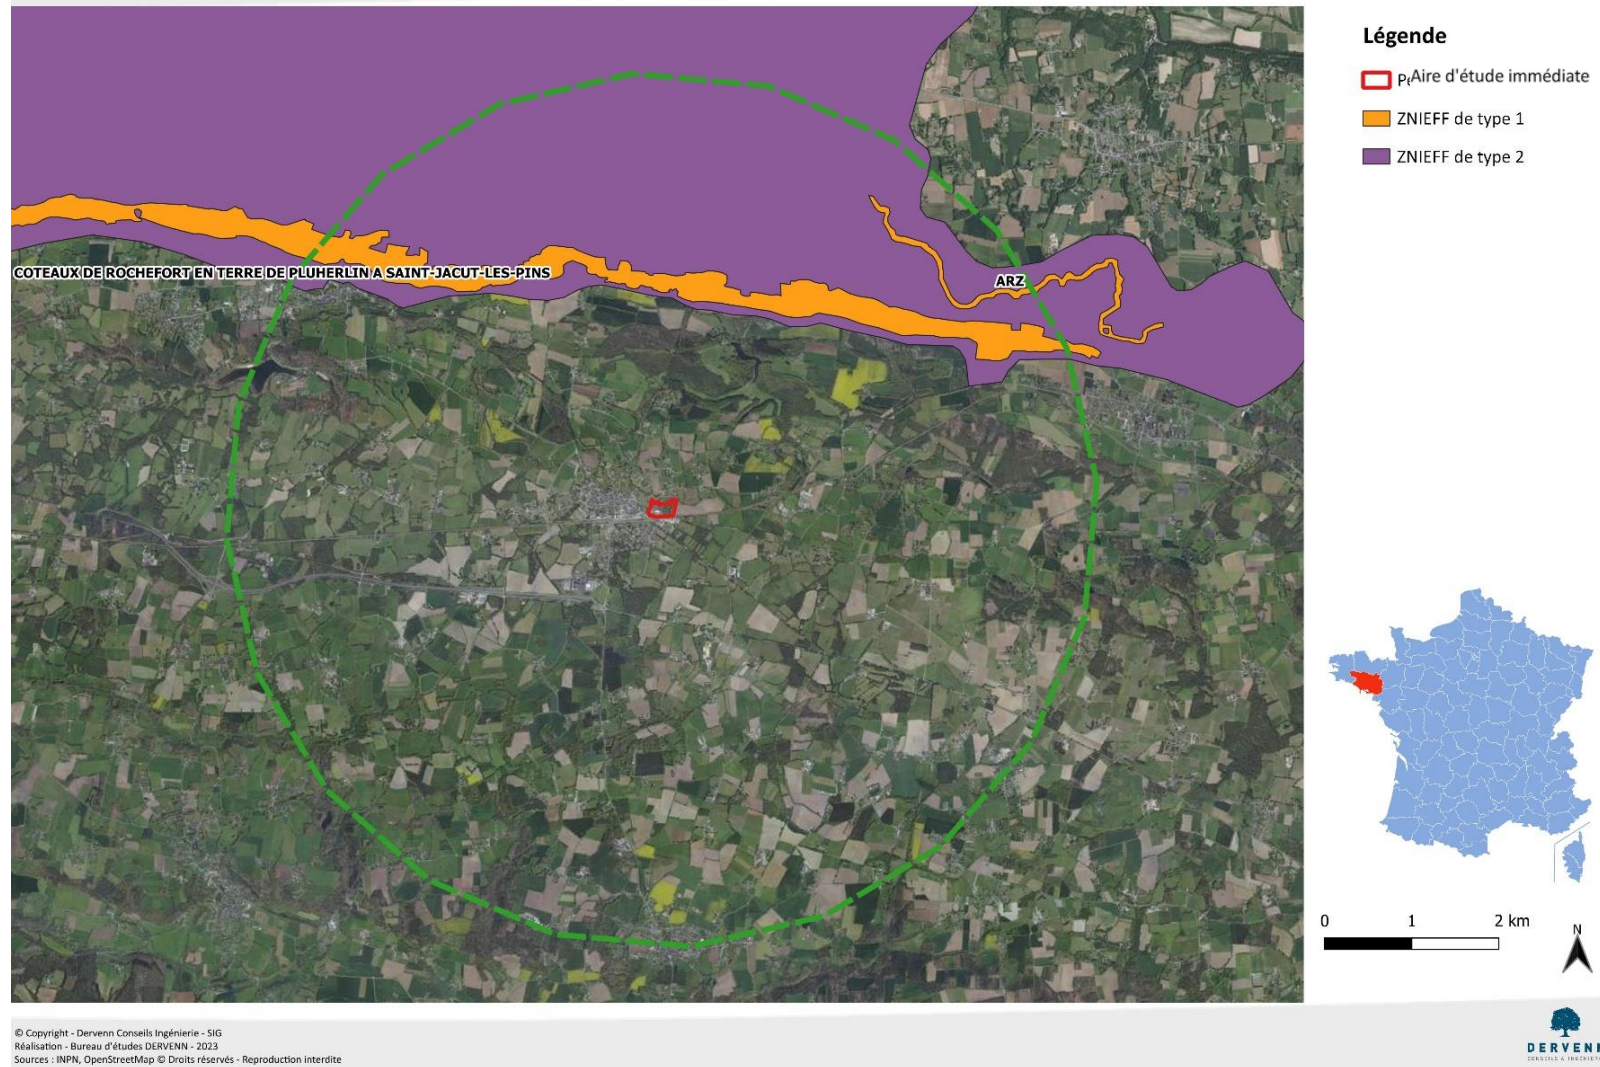 Légende
Aire d'étude immédiate
ZNIEFF de type 1
ZNIEFF de type 2
COTEAUX DE ROCHEFORT EN TERRE DE PLUHERLIN A SAINT-JACUT-LES-PINS
ARZ
0 1 2 km
N
© Copyright - Dervenn Conseils Ingénierie - SIG
Réalisation - Bureau d'études DERVENN - 2023
Sources : INPN, OpenStreetMap © Droits réservés - Reproduction interdite
DERVENN